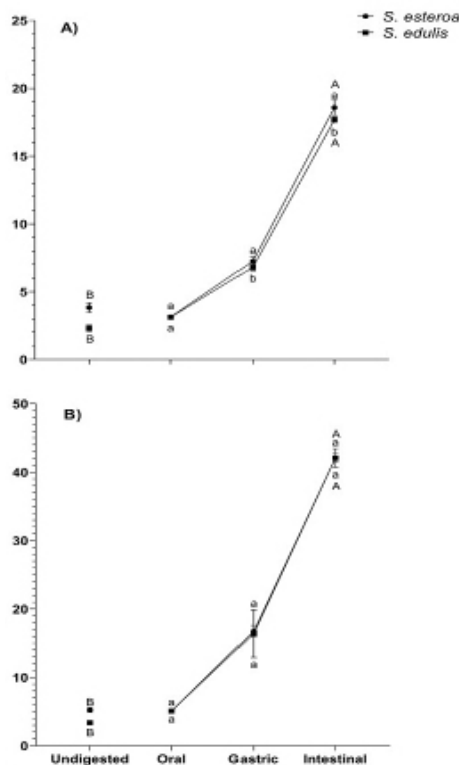 S. esteroa
S. edulis
A)
25
20
15
10
5
0
B
B
a
a
a
b
A
a
b
A
B)
50
40
30
20
10
0
B
B
a
a
a
a
A
a
a
A
Undigested Oral Gastric Intestinal